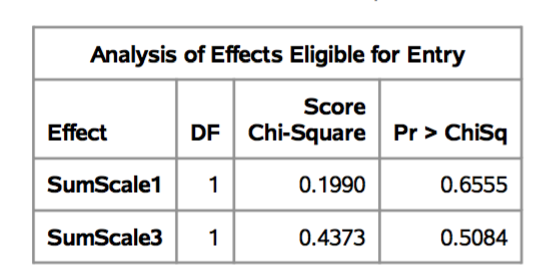 Analysis of Effects Eligible for Entry
Effect DF Score Chi-Square Pr > ChiSq
SumScale1 1 0.1990 0.6555
SumScale3 1 0.4373 0.5084